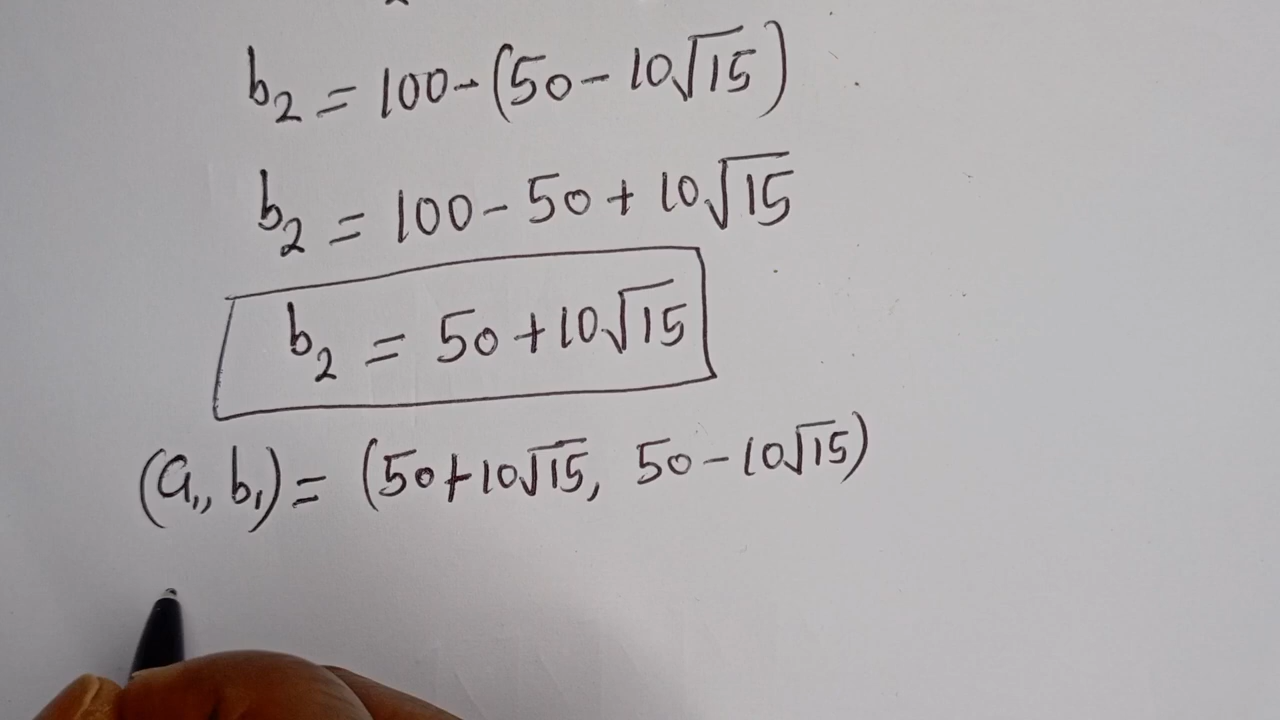 b₂ = 100 - (50 - 10√15)
b₂ = 100 - 50 + 10√15
b₂ = 50 + 10√15
(a₁, b₁) = (50 + 10√15, 50 - 10√15)